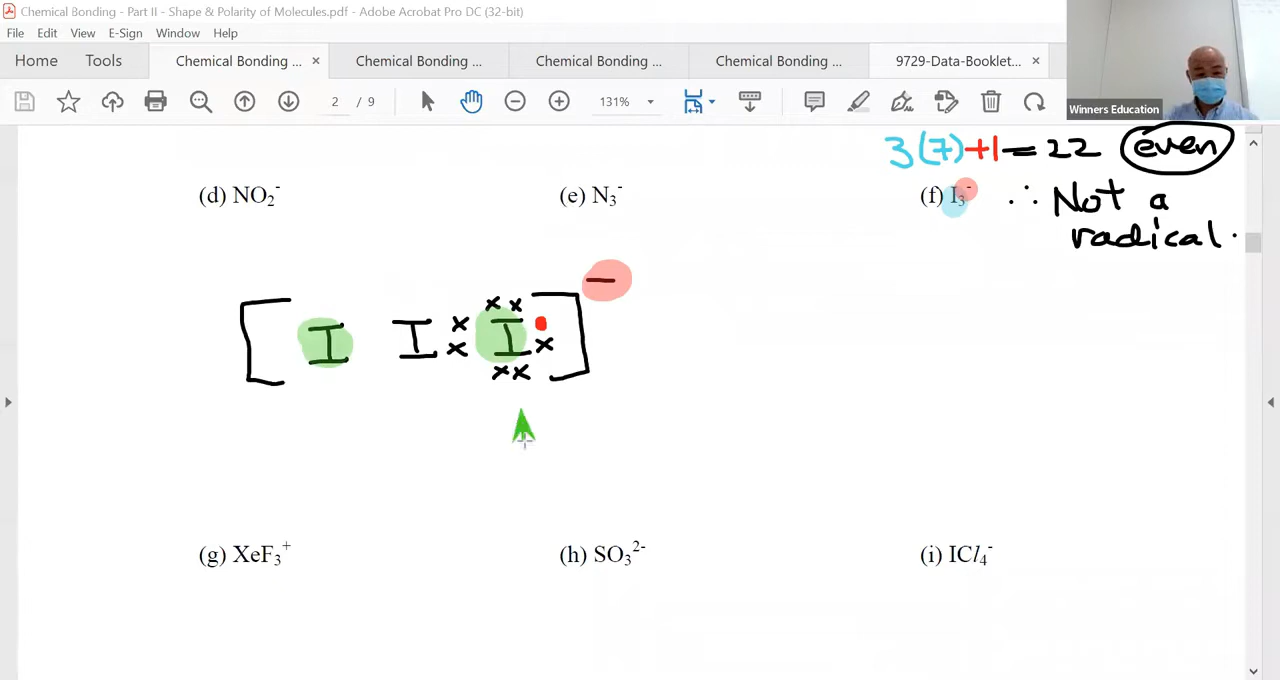 Chemical Bonding - Part II - Shape & Polarity of Molecules.pdf - Adobe Acrobat Pro DC (32-bit)
File Edit View E-Sign Window Help
Home Tools Chemical Bonding ... × Chemical Bonding ... Chemical Bonding ... Chemical Bonding ... 9729-Data-Booklet... ×
2 / 9 131%
Winners Education
3(7)+1=22 even
(d) NO₂⁻ (e) N₃⁻ (f) I₃⁻ ∴ Not a
radical.
[ I I ×× I ×× ×× • × ]⁻
(g) XeF₃⁺ (h) SO₃²⁻ (i) ICl₄⁻